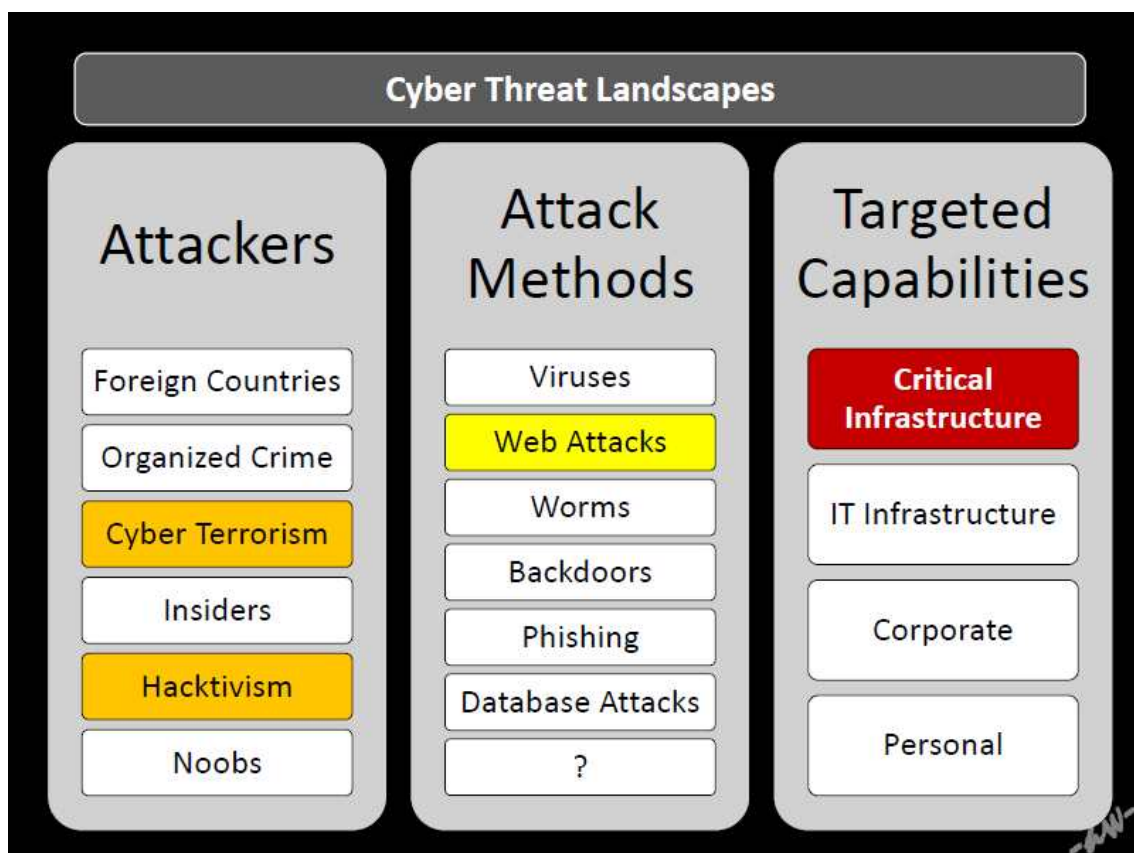 Cyber Threat Landscapes
Attackers
Foreign Countries
Organized Crime
Cyber Terrorism
Insiders
Hacktivism
Noobs
Attack
Methods
Viruses
Web Attacks
Worms
Backdoors
Phishing
Database Attacks
?
Targeted
Capabilities
Critical
Infrastructure
IT Infrastructure
Corporate
Personal